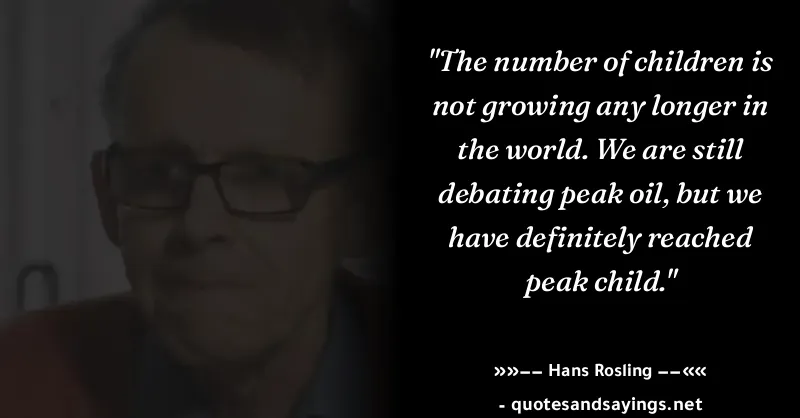 "The number of children is
not growing any longer in
the world. We are still
debating peak oil, but we
have definitely reached
peak child."
»»−− Hans Rosling −−««
- quotesandsayings.net